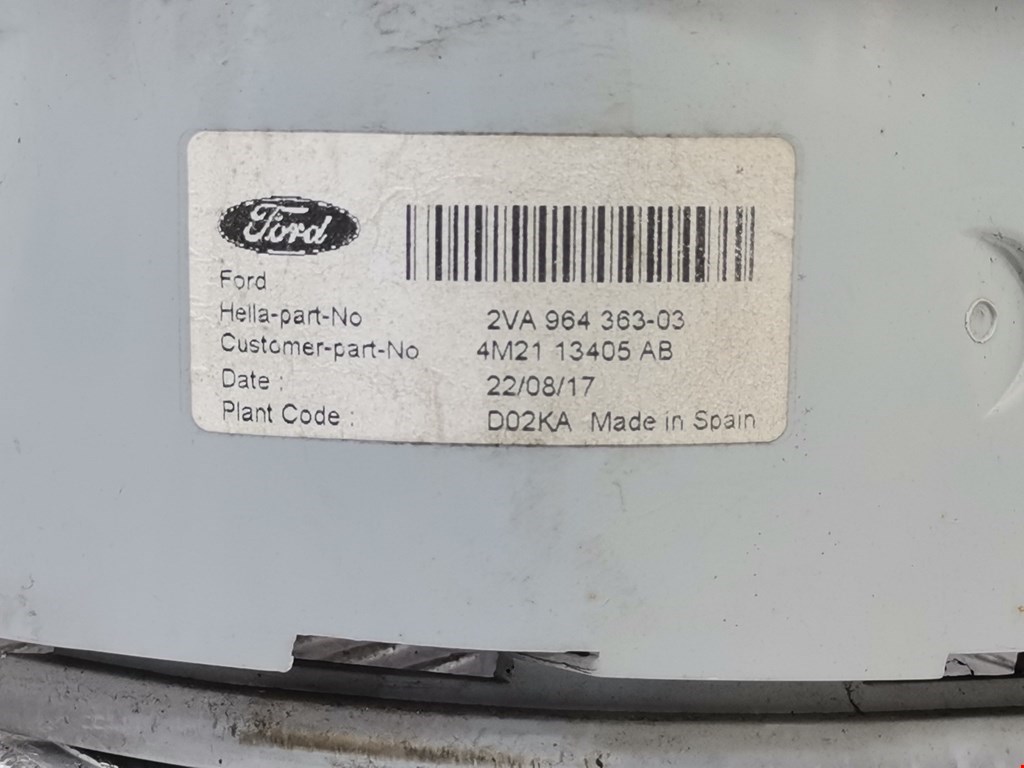 Ford
Ford
Hella-part-No 2VA 964 363-03
Customer-part-No 4M21 13405 AB
Date : 22/08/17
Plant Code : D02KA Made in Spain